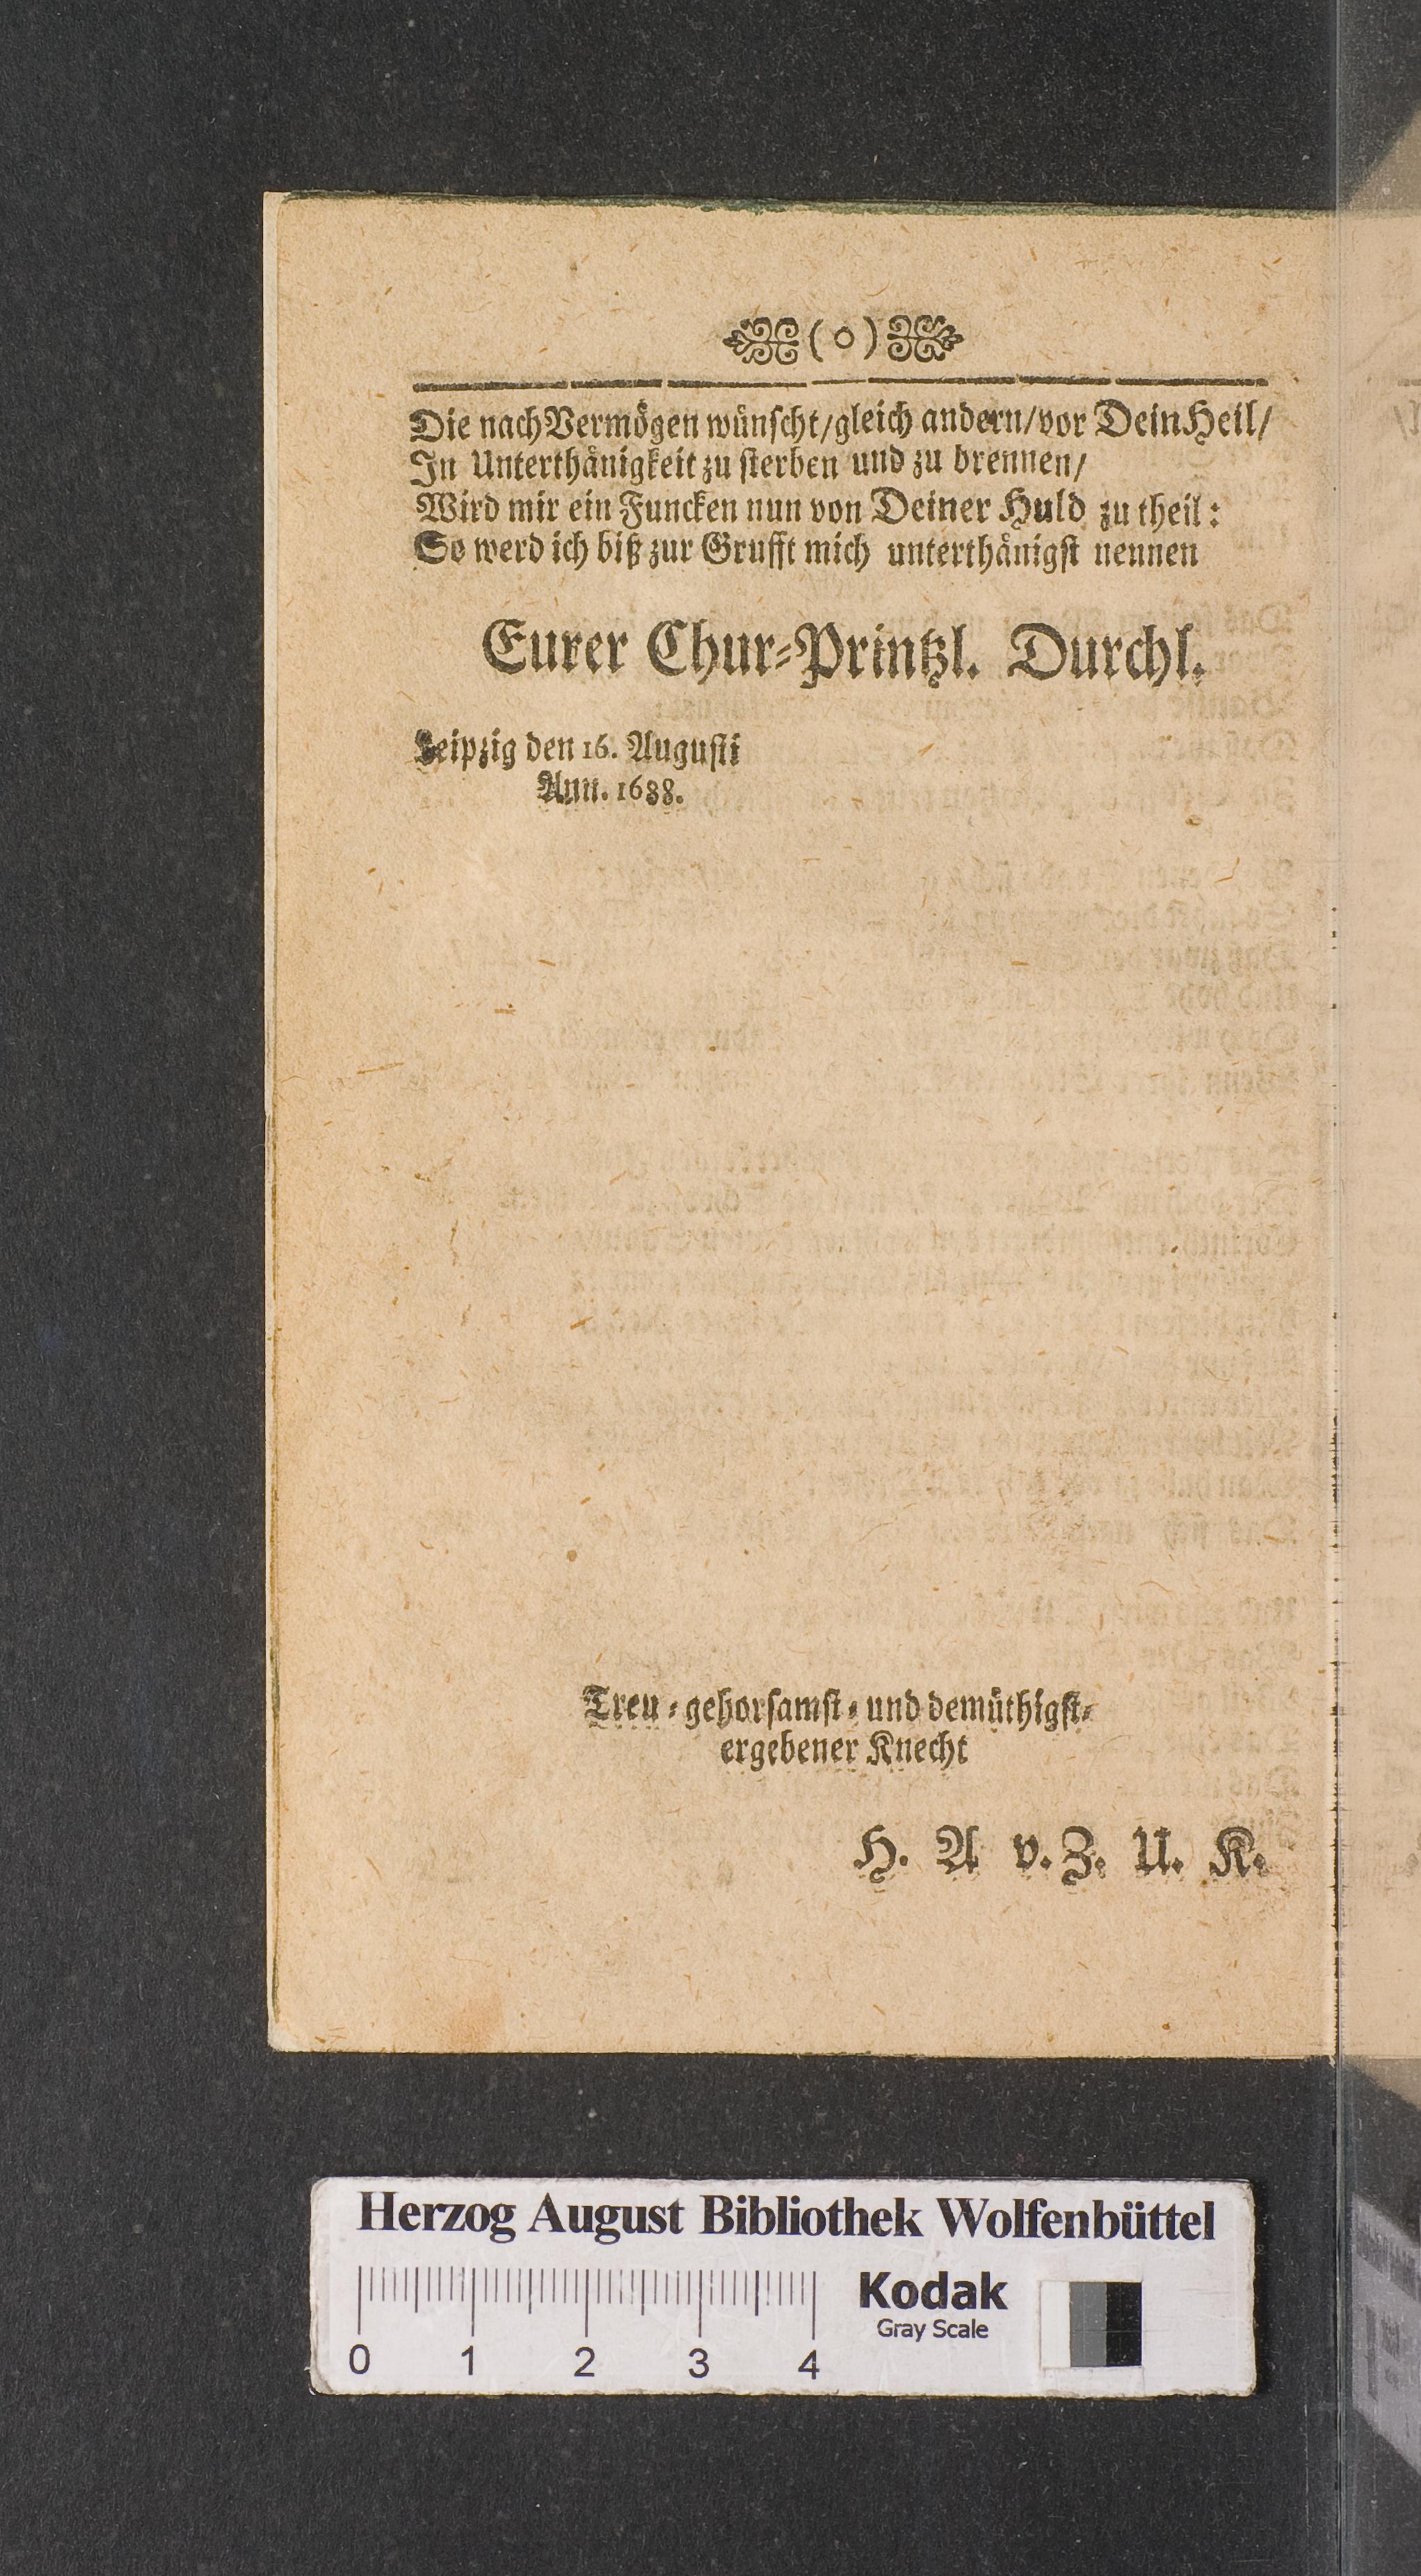 (o)
Die nach Vermögen wünscht/gleich andern/vor Dein Heil/
In Unterthänigkeit zu sterben und zu brennen/
Wird mir ein Funcken nun von Deiner Huld zu theil:
So werd ich biß zur Grufft mich unterthänigst nennen
Eurer Chur-Printzl. Durchl.
Leipzig den 16. Augusti
Ann. 1688.
Treu-gehorsamst- und demüthigst-
ergebener Knecht
H. A v. Z. U. K.
Herzog August Bibliothek Wolfenbüttel
Kodak
Gray Scale
0 1 2 3 4